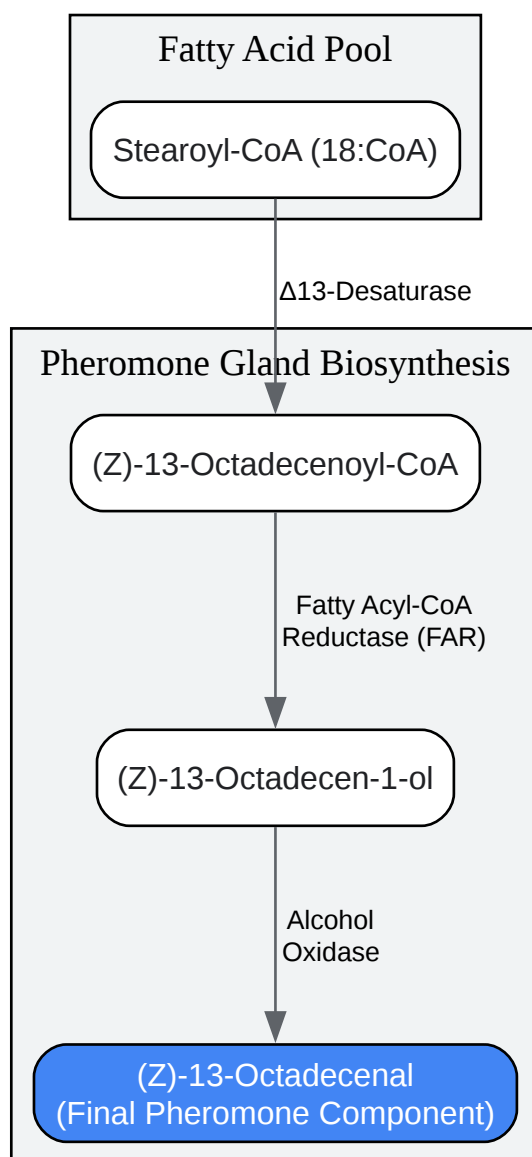 Fatty Acid Pool
Stearoyl-CoA (18:CoA)
Δ13-Desaturase
Pheromone Gland Biosynthesis
(Z)-13-Octadecenoyl-CoA
Fatty Acyl-CoA
Reductase (FAR)
(Z)-13-Octadecen-1-ol
Alcohol
Oxidase
(Z)-13-Octadecenal
(Final Pheromone Component)